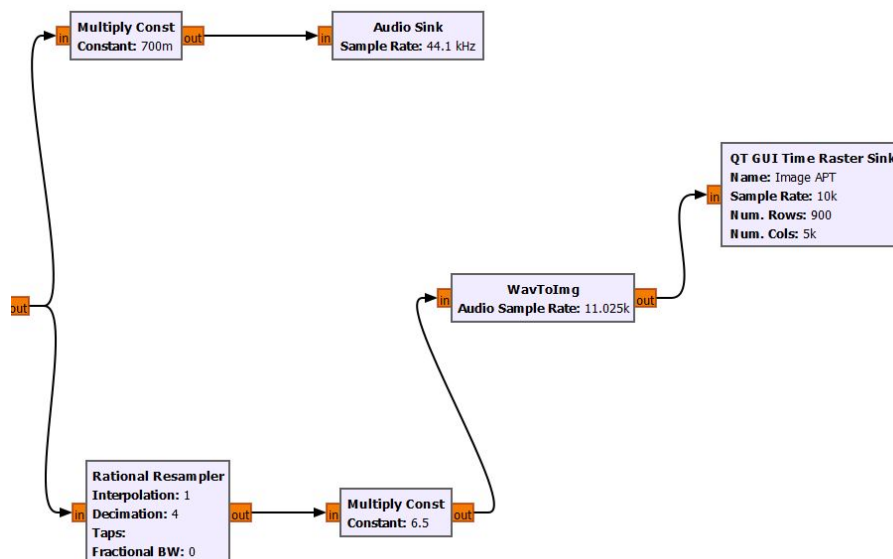 Multiply Const
Constant: 700m
in
out
Audio Sink
Sample Rate: 44.1 kHz
in
QT GUI Time Raster Sink
Name: Image APT
Sample Rate: 10k
Num. Rows: 900
Num. Cols: 5k
in
out
WavToImg
Audio Sample Rate: 11.025k
in
out
Rational Resampler
Interpolation: 1
Decimation: 4
Taps:
Fractional BW: 0
in
out
Multiply Const
Constant: 6.5
in
out